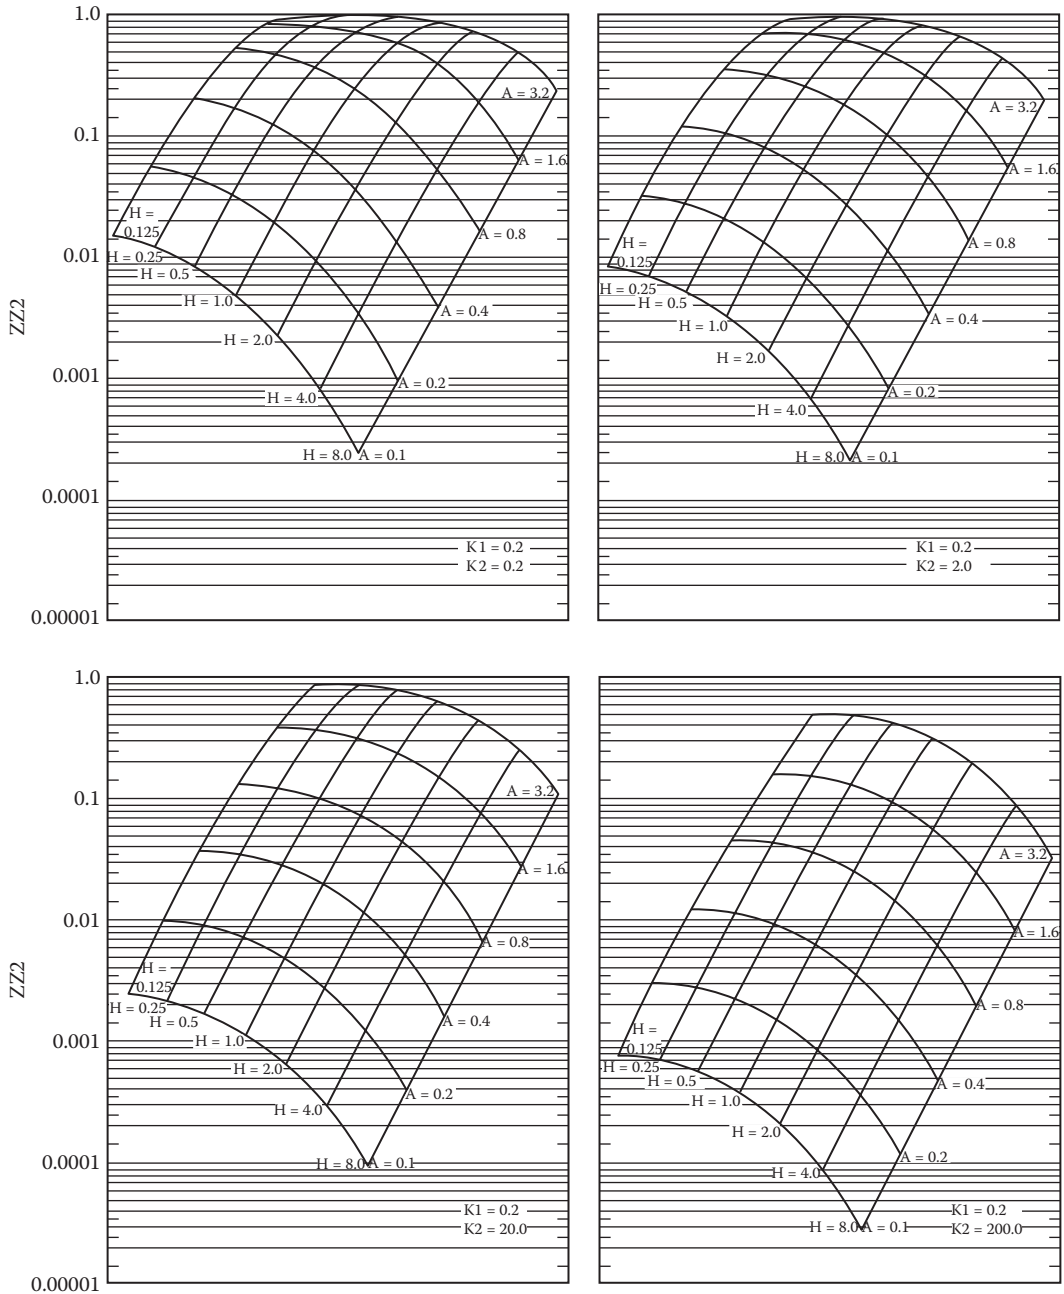 1.0
0.1
0.01
0.001
0.0001
0.00001
ZZ2
A = 3.2
A = 1.6
A = 0.8
A = 0.4
A = 0.2
H = 8.0 A = 0.1
H =
0.125
H = 0.25
H = 0.5
H = 1.0
H = 2.0
H = 4.0
K1 = 0.2
K2 = 0.2
A = 3.2
A = 1.6
A = 0.8
A = 0.4
A = 0.2
H = 8.0 A = 0.1
H =
0.125
H = 0.25
H = 0.5
H = 1.0
H = 2.0
H = 4.0
K1 = 0.2
K2 = 2.0
1.0
0.1
0.01
0.001
0.0001
0.00001
ZZ2
A = 3.2
A = 1.6
A = 0.8
A = 0.4
A = 0.2
H = 8.0 A = 0.1
H =
0.125
H = 0.25
H = 0.5
H = 1.0
H = 2.0
H = 4.0
K1 = 0.2
K2 = 20.0
A = 3.2
A = 1.6
A = 0.8
A = 0.4
A = 0.2
H = 8.0 A = 0.1
H =
0.125
H = 0.25
H = 0.5
H = 1.0
H = 2.0
H = 4.0
K1 = 0.2
K2 = 200.0